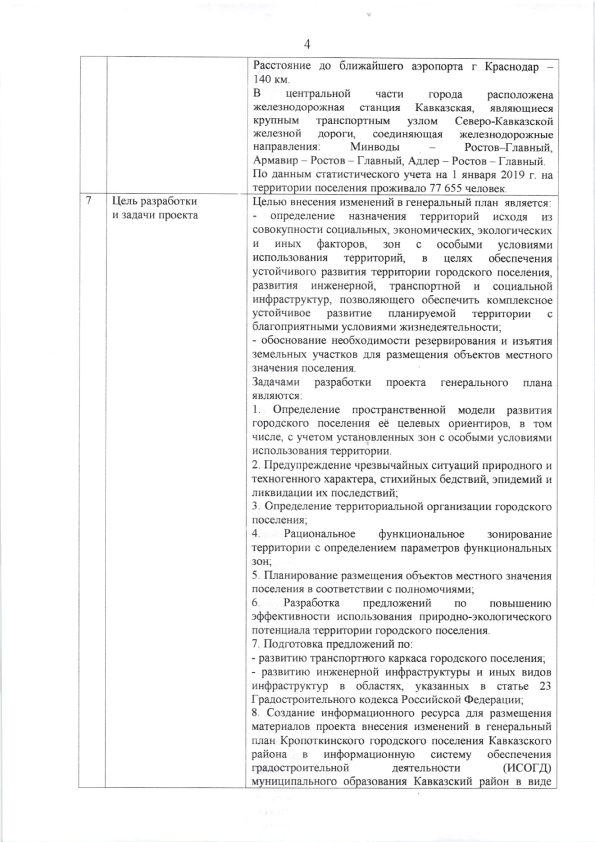 4
Расстояние до ближайшего аэропорта г Краснодар –
140 км.
В центральной части города расположена
железнодорожная станция Кавказская, являющиеся
крупным транспортным узлом Северо-Кавказской
железной дороги, соединяющая железнодорожные
направления: Минводы – Ростов–Главный,
Армавир – Ростов – Главный, Адлер – Ростов – Главный.
По данным статистического учета на 1 января 2019 г. на
территории поселения проживало 77 655 человек.
7
Цель разработки
и задачи проекта
Целью внесения изменений в генеральный план является:
- определение назначения территорий исходя из
совокупности социальных, экономических, экологических
и иных факторов, зон с особыми условиями
использования территорий, в целях обеспечения
устойчивого развития территории городского поселения,
развития инженерной, транспортной и социальной
инфраструктур, позволяющего обеспечить комплексное
устойчивое развитие планируемой территории с
благоприятными условиями жизнедеятельности;
- обоснование необходимости резервирования и изъятия
земельных участков для размещения объектов местного
значения поселения.
Задачами разработки проекта генерального плана
являются:
1. Определение пространственной модели развития
городского поселения её целевых ориентиров, в том
числе, с учетом установленных зон с особыми условиями
использования территории.
2. Предупреждение чрезвычайных ситуаций природного и
техногенного характера, стихийных бедствий, эпидемий и
ликвидации их последствий;
3. Определение территориальной организации городского
поселения;
4. Рациональное функциональное зонирование
территории с определением параметров функциональных
зон;
5. Планирование размещения объектов местного значения
поселения в соответствии с полномочиями;
6. Разработка предложений по повышению
эффективности использования природно-экологического
потенциала территории городского поселения.
7. Подготовка предложений по:
- развитию транспортного каркаса городского поселения;
- развитию инженерной инфраструктуры и иных видов
инфраструктур в областях, указанных в статье 23
Градостроительного кодекса Российской Федерации;
8. Создание информационного ресурса для размещения
материалов проекта внесения изменений в генеральный
план Кропоткинского городского поселения Кавказского
района в информационную систему обеспечения
градостроительной деятельности (ИСОГД)
муниципального образования Кавказский район в виде